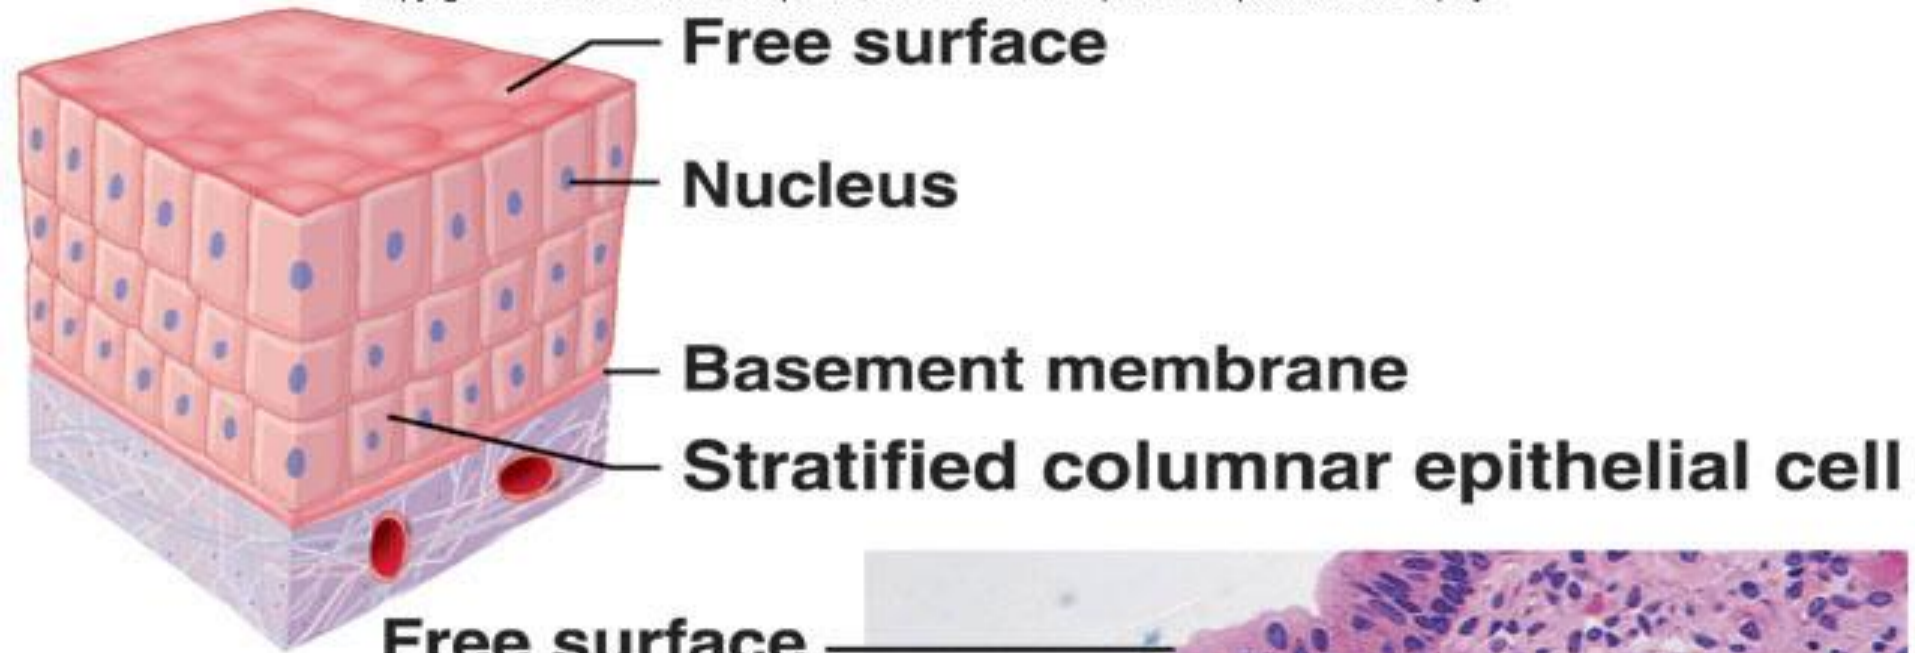 Free surface
Nucleus
Basement membrane
Stratified columnar epithelial cell
Free surface